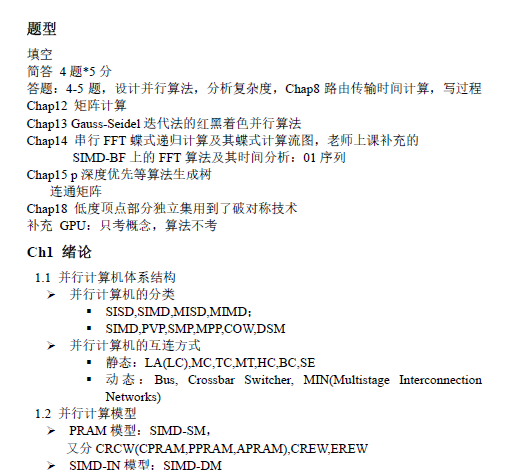 题型
填空
简答 4 题*5 分
答题：4-5 题，设计并行算法，分析复杂度，Chap8 路由传输时间计算，写过程
Chap12 矩阵计算
Chap13 Gauss-Seidel 迭代法的红黑着色并行算法
Chap14 串行 FFT 蝶式递归计算及其蝶式计算流图，老师上课补充的
SIMD-BF 上的 FFT 算法及其时间分析：01 序列
Chap15 p 深度优先等算法生成树
连通矩阵
Chap18 低度顶点部分独立集用到了破对称技术
补充 GPU：只考概念，算法不考
Ch1 绪论
1.1 并行计算机体系结构
➢ 并行计算机的分类
▪ SISD,SIMD,MISD,MIMD；
▪ SIMD,PVP,SMP,MPP,COW,DSM
➢ 并行计算机的互连方式
▪ 静态：LA(LC),MC,TC,MT,HC,BC,SE
▪ 动态：Bus, Crossbar Switcher, MIN(Multistage Interconnection
Networks)
1.2 并行计算模型
➢ PRAM 模型：SIMD-SM，
又分 CRCW(CPRAM,PPRAM,APRAM),CREW,EREW
➢ SIMD-IN 模型：SIMD-DM